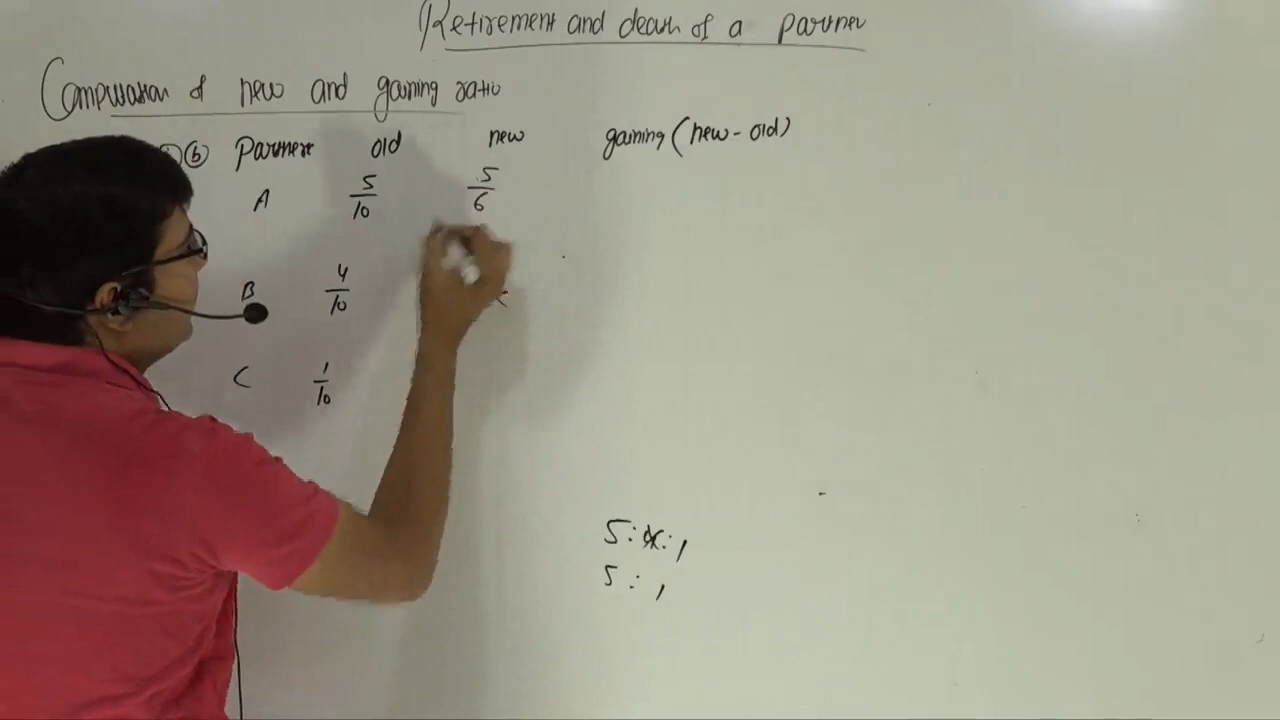 Retirement and death of a partner
Computation of new and gaining ratio
b Partners old new gaining (new - old)
A 5/10 5/6
B 4/10
C 1/10
5: 4: 1
5: 1